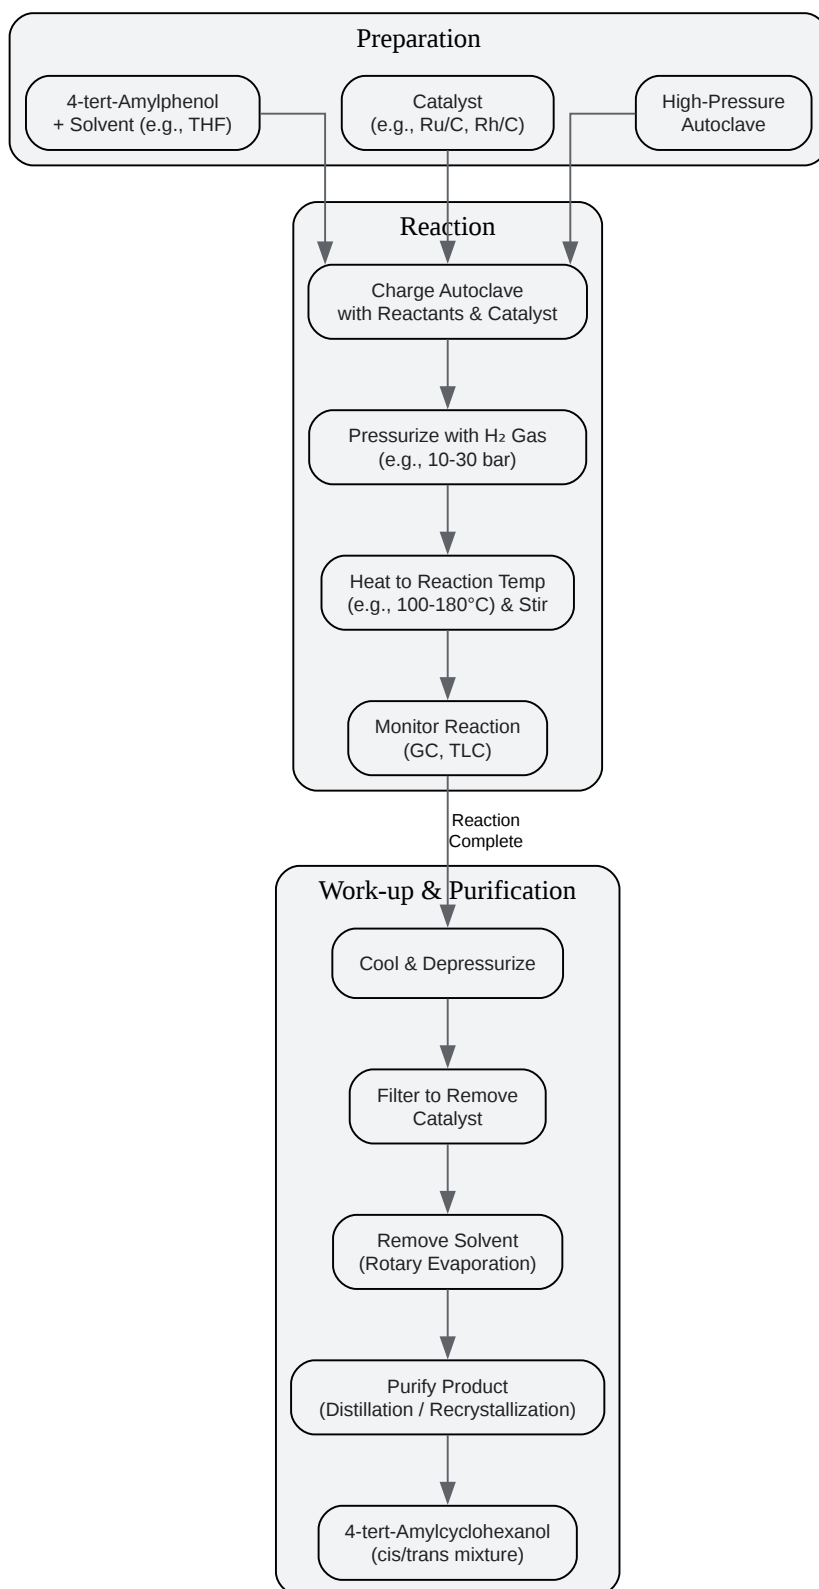 Preparation
4-tert-Amylphenol
+ Solvent (e.g., THF)
Catalyst
(e.g., Ru/C, Rh/C)
High-Pressure
Autoclave
Reaction
Charge Autoclave
with Reactants & Catalyst
Pressurize with H₂ Gas
(e.g., 10-30 bar)
Heat to Reaction Temp
(e.g., 100-180°C) & Stir
Monitor Reaction
(GC, TLC)
Reaction
Complete
Work-up & Purification
Cool & Depressurize
Filter to Remove
Catalyst
Remove Solvent
(Rotary Evaporation)
Purify Product
(Distillation / Recrystallization)
4-tert-Amylcyclohexanol
(cis/trans mixture)